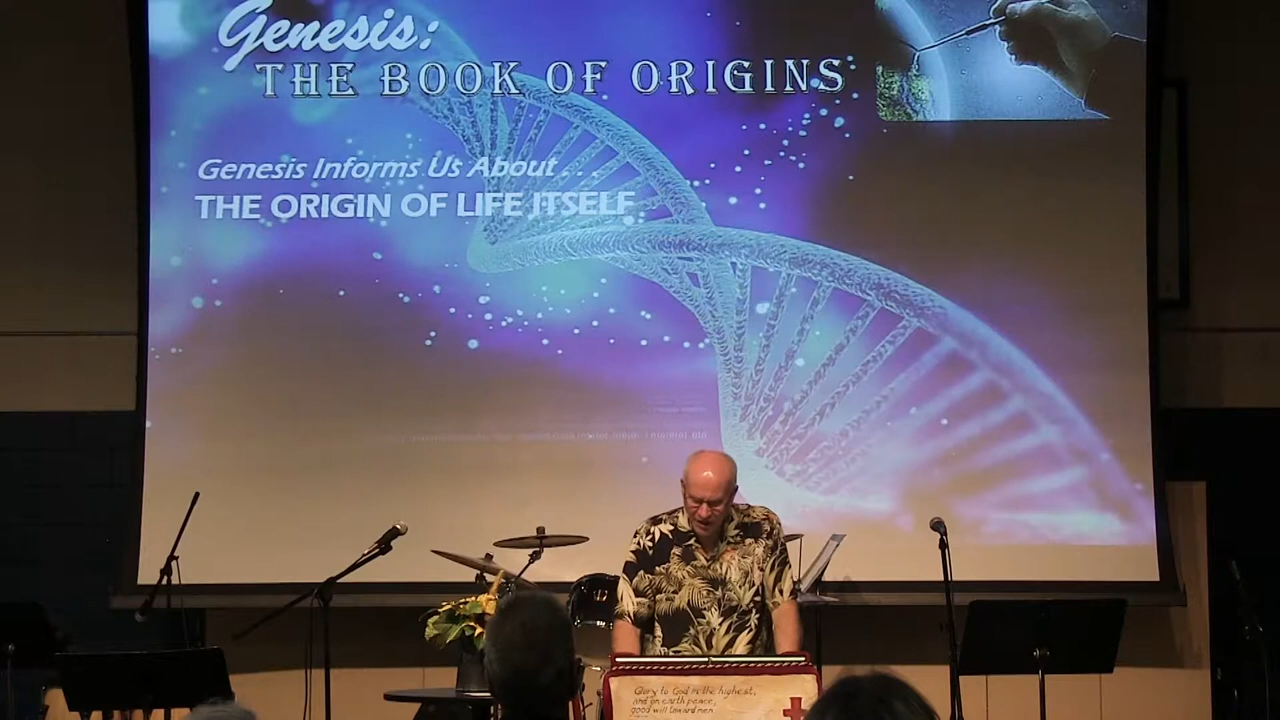 Genesis:
THE BOOK OF ORIGINS
Genesis Informs Us About . . .
THE ORIGIN OF LIFE ITSELF
Glory to God in the highest,
and on earth peace,
good will toward men